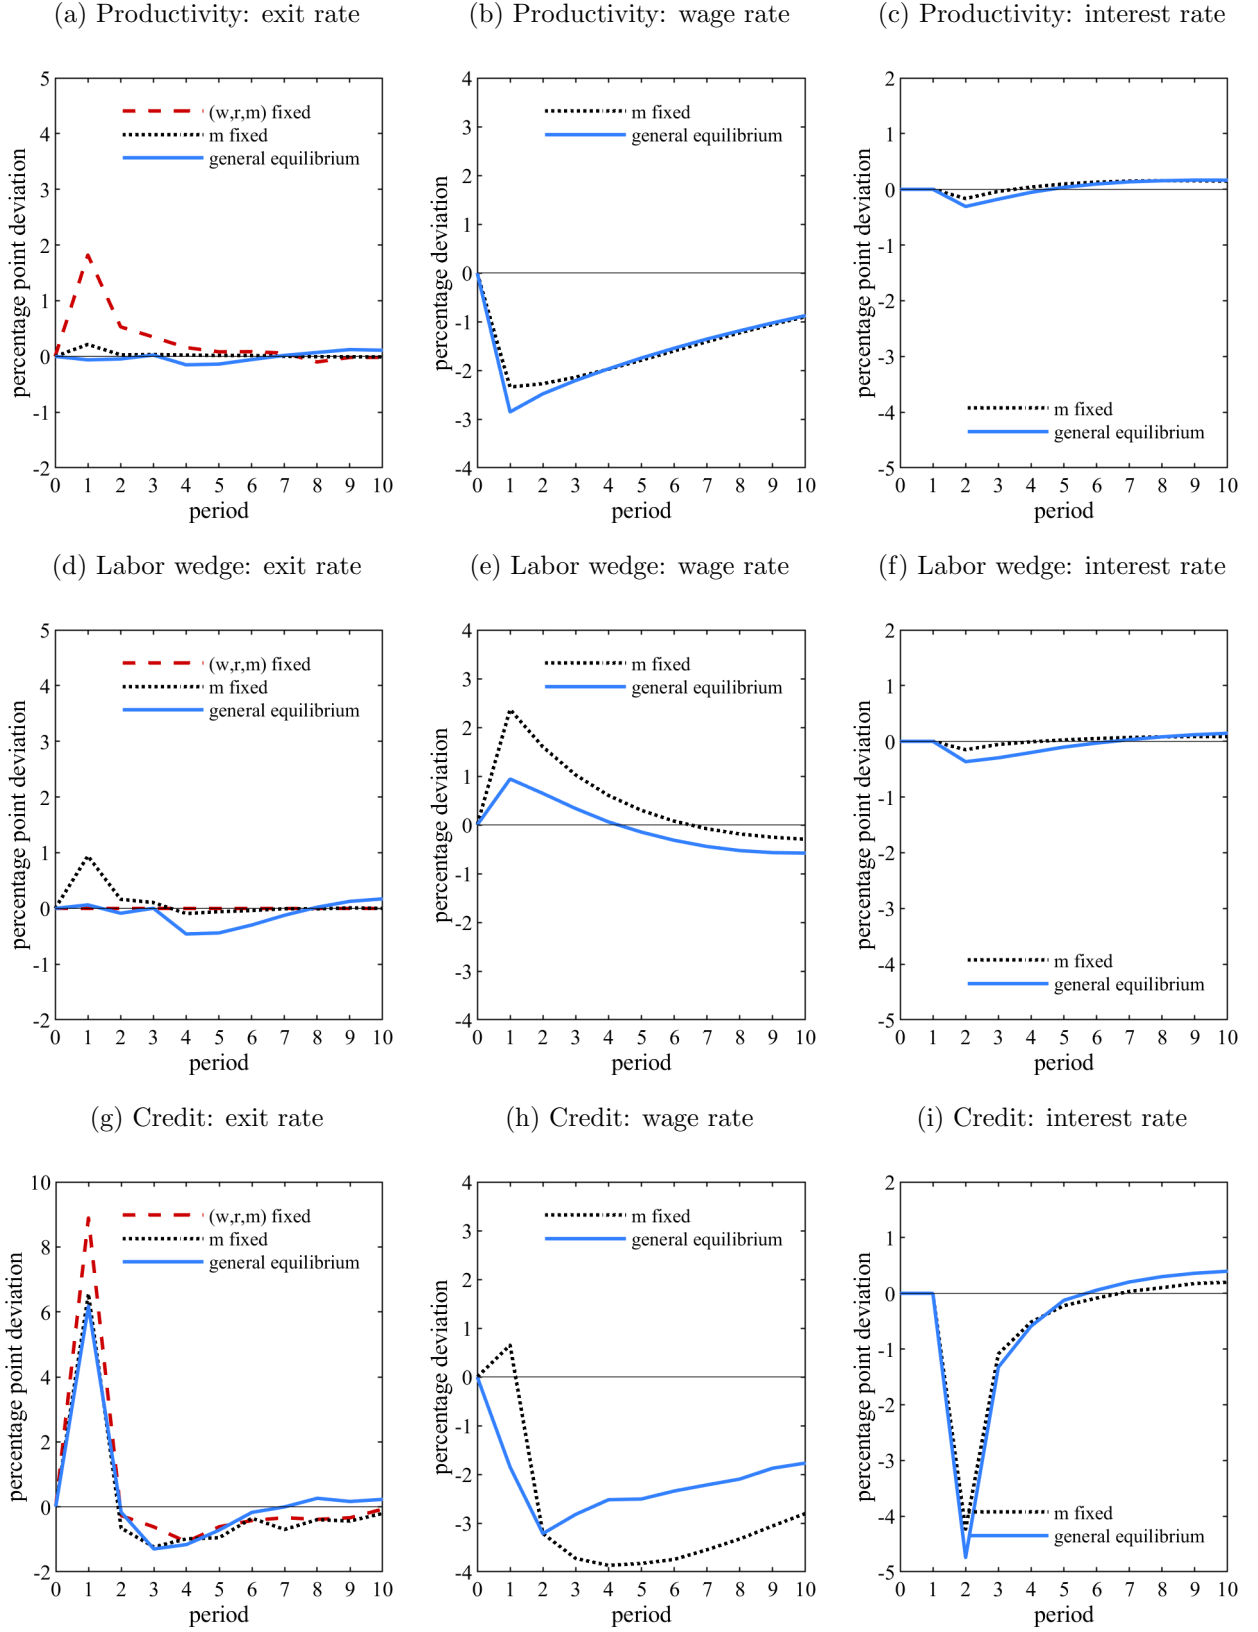 (a) Productivity: exit rate
(b) Productivity: wage rate
(c) Productivity: interest rate
percentage point deviation
5
4
3
2
1
0
-1
-2
(w,r,m) fixed
m fixed
general equilibrium
0 1 2 3 4 5 6 7 8 9 10
period
percentage deviation
4
3
2
1
0
-1
-2
-3
-4
m fixed
general equilibrium
0 1 2 3 4 5 6 7 8 9 10
period
percentage point deviation
2
1
0
-1
-2
-3
-4
-5
m fixed
general equilibrium
0 1 2 3 4 5 6 7 8 9 10
period
(d) Labor wedge: exit rate
(e) Labor wedge: wage rate
(f) Labor wedge: interest rate
percentage point deviation
5
4
3
2
1
0
-1
-2
(w,r,m) fixed
m fixed
general equilibrium
0 1 2 3 4 5 6 7 8 9 10
period
percentage deviation
4
3
2
1
0
-1
-2
-3
-4
m fixed
general equilibrium
0 1 2 3 4 5 6 7 8 9 10
period
percentage point deviation
2
1
0
-1
-2
-3
-4
-5
m fixed
general equilibrium
0 1 2 3 4 5 6 7 8 9 10
period
(g) Credit: exit rate
(h) Credit: wage rate
(i) Credit: interest rate
percentage point deviation
10
8
6
4
2
0
-2
(w,r,m) fixed
m fixed
general equilibrium
0 1 2 3 4 5 6 7 8 9 10
period
percentage deviation
4
3
2
1
0
-1
-2
-3
-4
m fixed
general equilibrium
0 1 2 3 4 5 6 7 8 9 10
period
percentage point deviation
2
1
0
-1
-2
-3
-4
-5
m fixed
general equilibrium
0 1 2 3 4 5 6 7 8 9 10
period